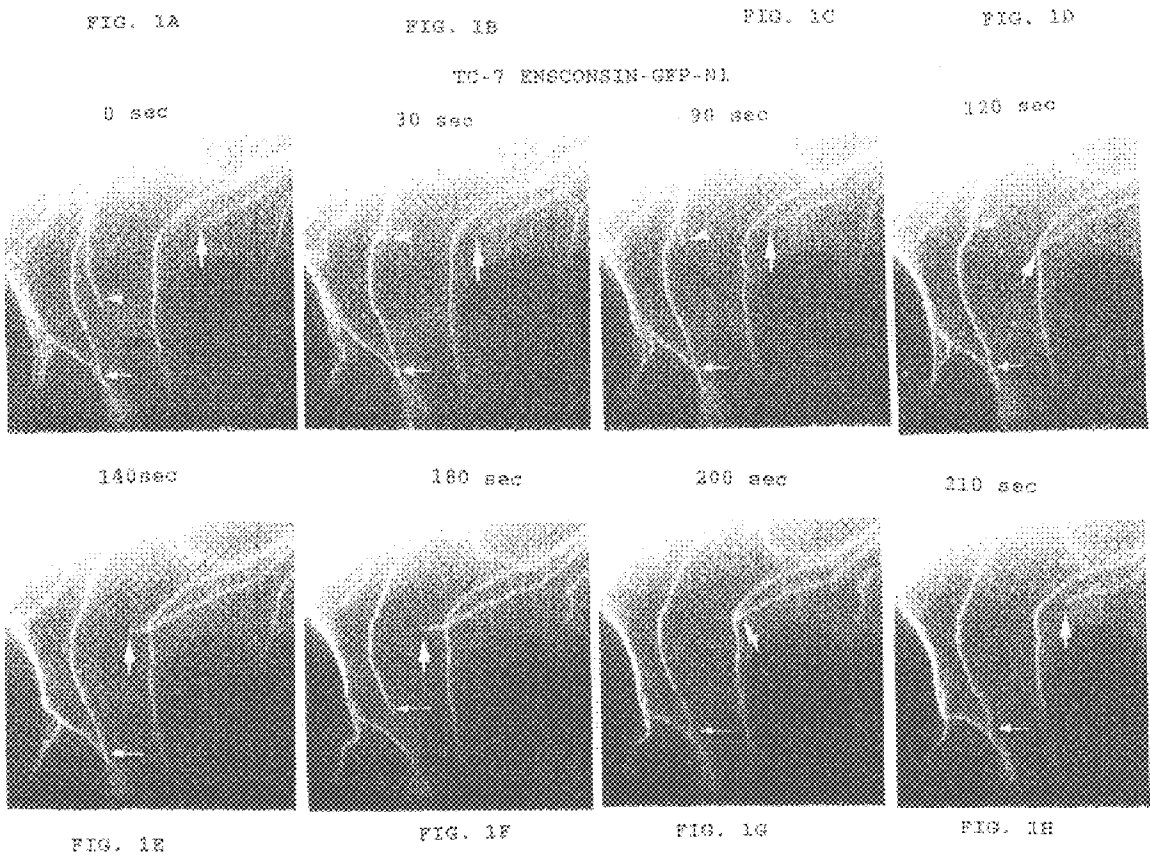 FIG. 1A FIG. 1B FIG. 1C FIG. 1D
TC-7 ENSCONSIN-GFP-N1
0 sec 30 sec 90 sec 120 sec
140sec 180 sec 200 sec 210 sec
FIG. 1E FIG. 1F FIG. 1G FIG. 1H